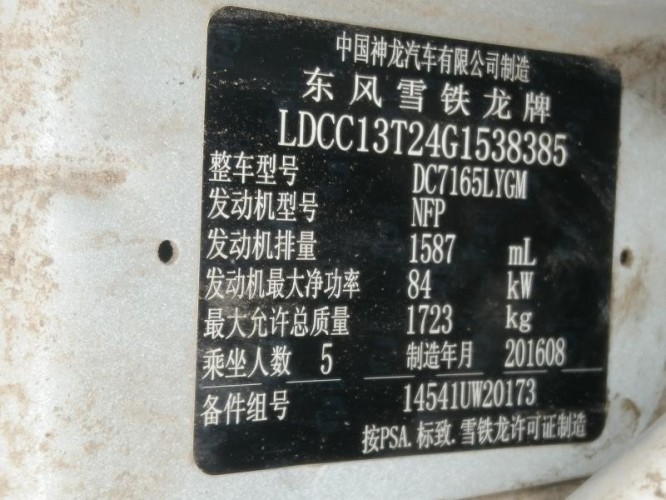 中国神龙汽车有限公司制造
东风雪铁龙牌
LDCC13T24G1538385
整车型号 DC7165LYGM
发动机型号 NFP
发动机排量 1587 mL
发动机最大净功率 84 kW
最大允许总质量 1723 kg
乘坐人数 5 制造年月 201608
备件组号 14541UW20173
按PSA.标致.雪铁龙许可证制造